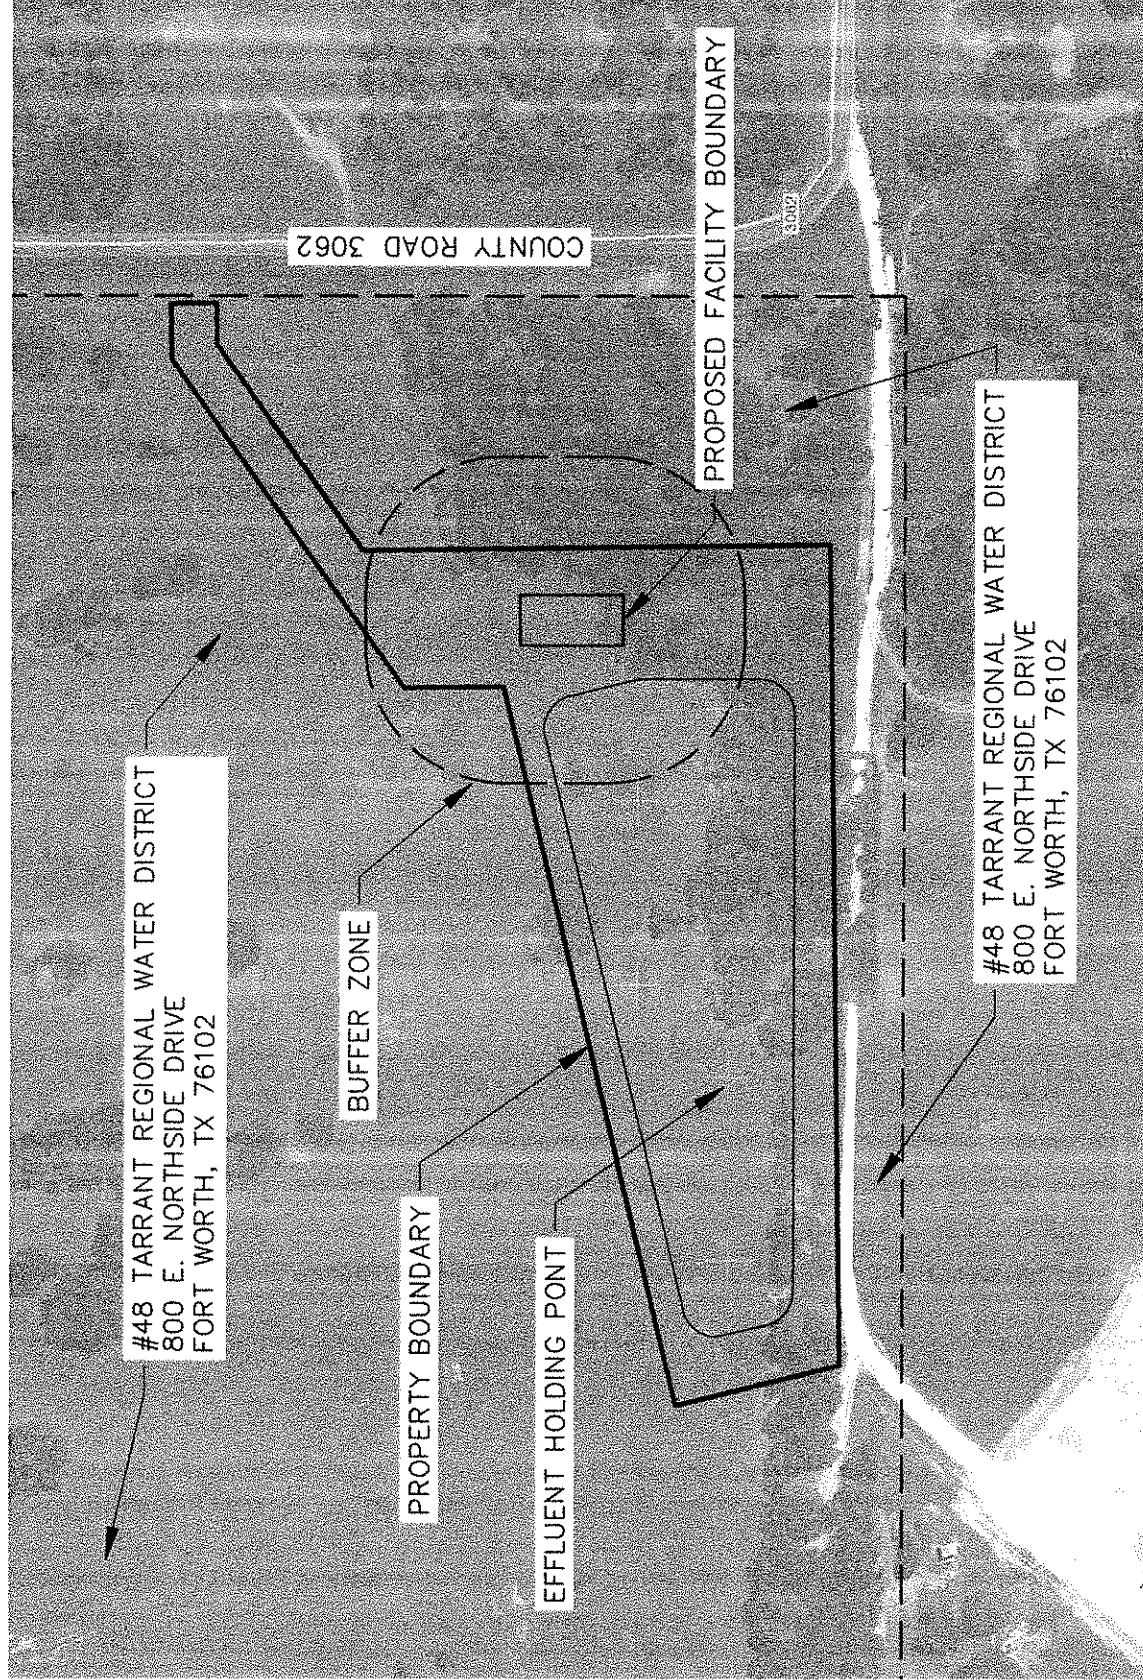 #48 TARRANT REGIONAL WATER DISTRICT
800 E. NORTHSIDE DRIVE
FORT WORTH, TX 76102
BUFFER ZONE
PROPERTY BOUNDARY
EFFLUENT HOLDING PONT
COUNTY ROAD 3062
3062
PROPOSED FACILITY BOUNDARY
#48 TARRANT REGIONAL WATER DISTRICT
800 E. NORTHSIDE DRIVE
FORT WORTH, TX 76102